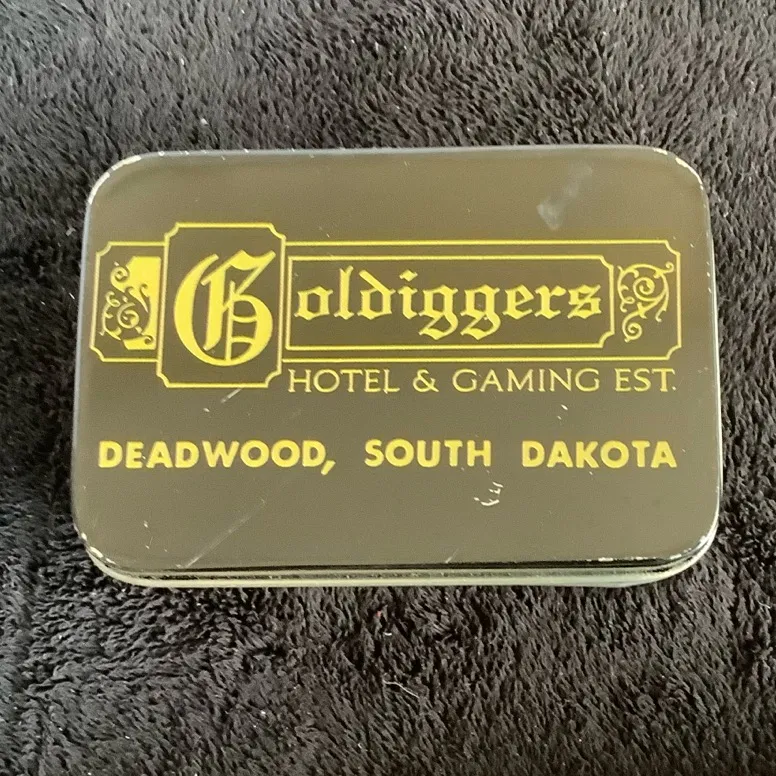 Goldiggers
HOTEL & GAMING EST.
DEADWOOD, SOUTH DAKOTA